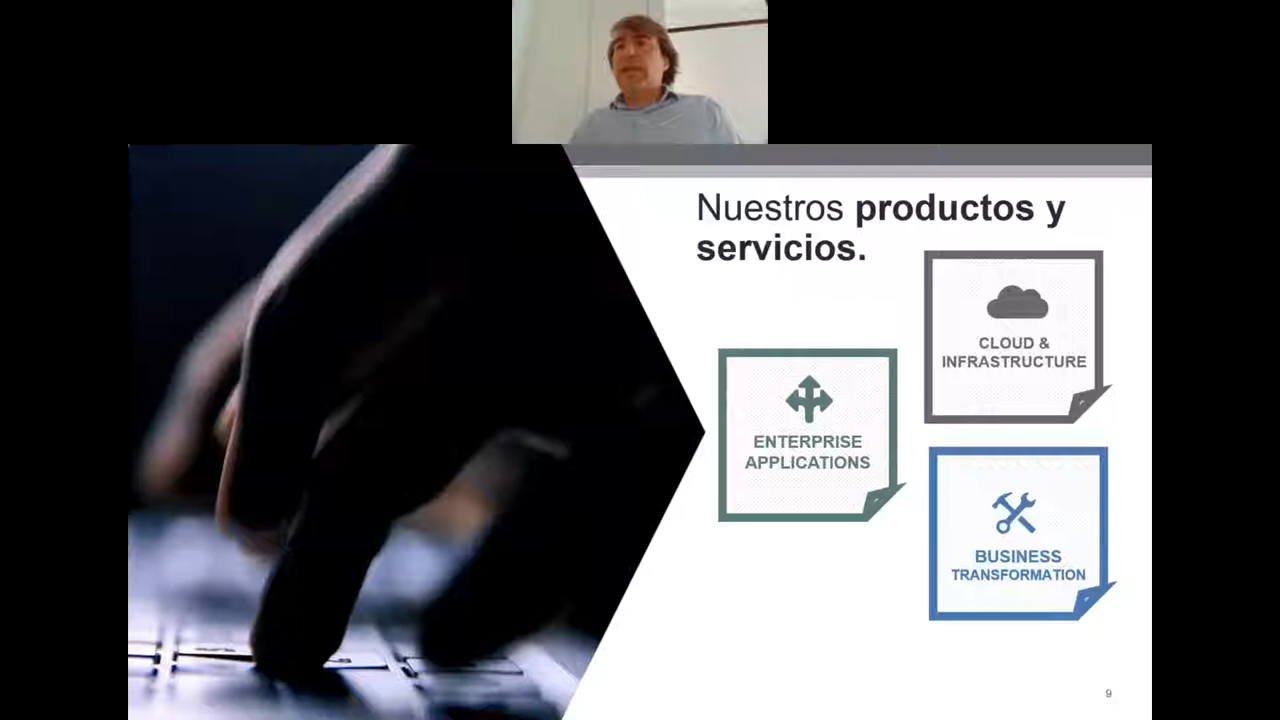 Nuestros productos y
servicios.
CLOUD &
INFRASTRUCTURE
ENTERPRISE
APPLICATIONS
BUSINESS
TRANSFORMATION
9